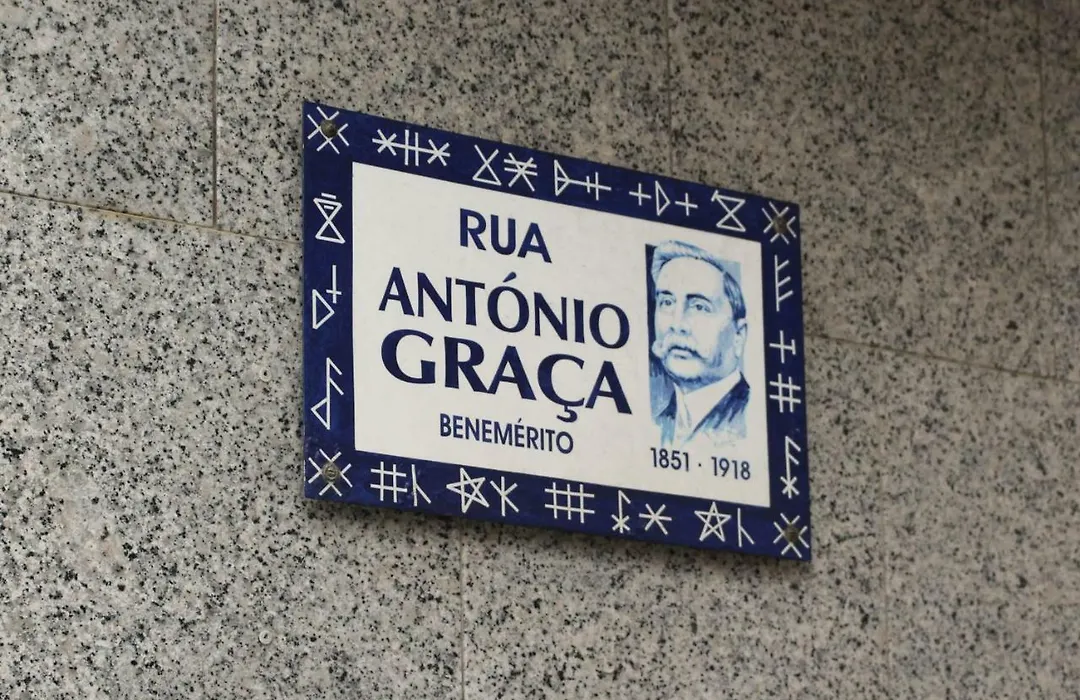 RUA
ANTÓNIO
GRAÇA
BENEMÉRITO
1851 · 1918